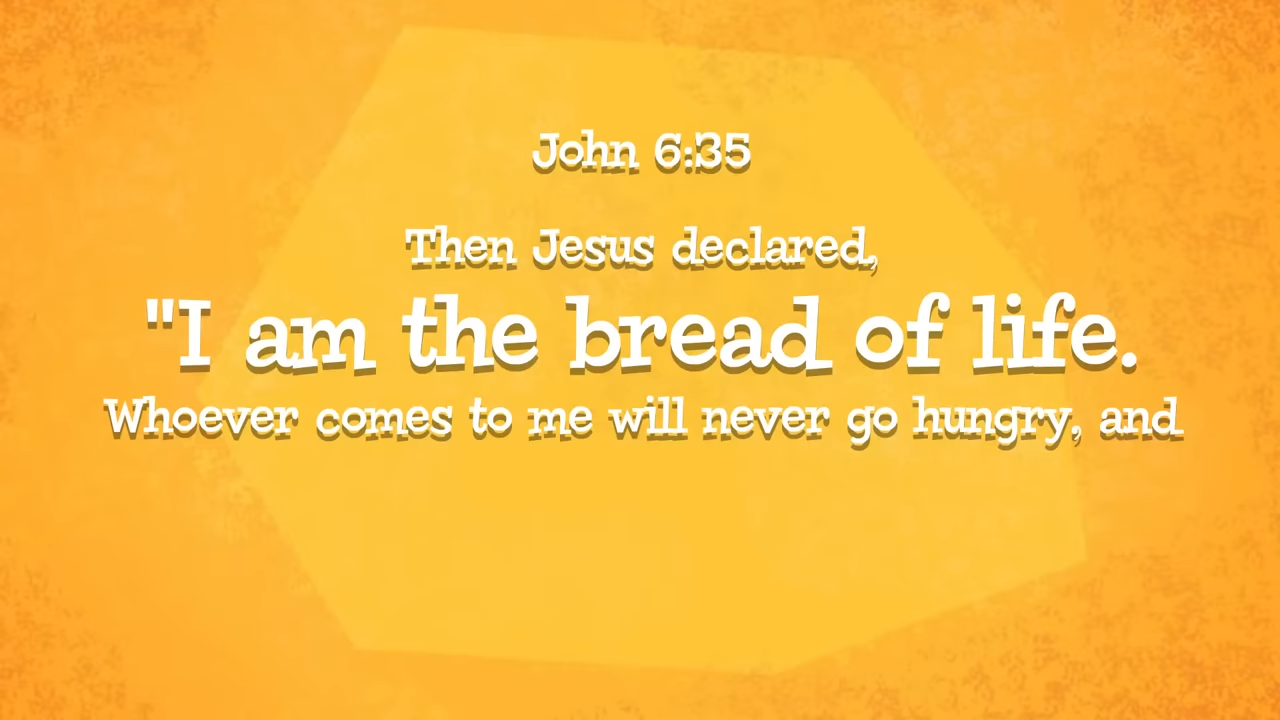 John 6:35
Then Jesus declared,
"I am the bread of life.
Whoever comes to me will never go hungry, and